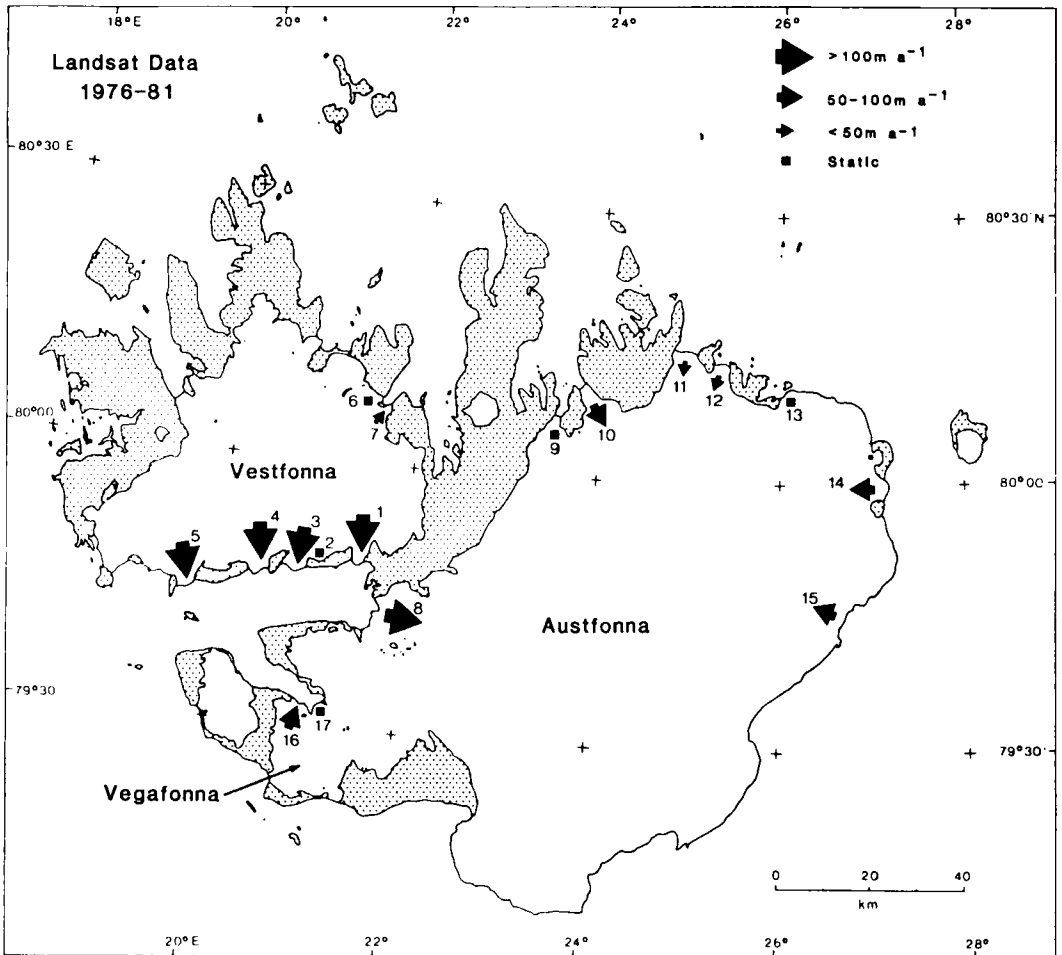 18°E 20° 22° 24° 26° 28°
Landsat Data
1976-81
>100m a⁻¹
50-100m a⁻¹
<50m a⁻¹
Static
80°30 E
80°30 N
11
12
6
13
80°00
7
10
9
Vestfonna
80°00
14
5
4
3
1
2
15
8
Austfonna
79°30
17
16
79°30
Vegafonna
0 20 40
km
20°E 22° 24° 26° 28°